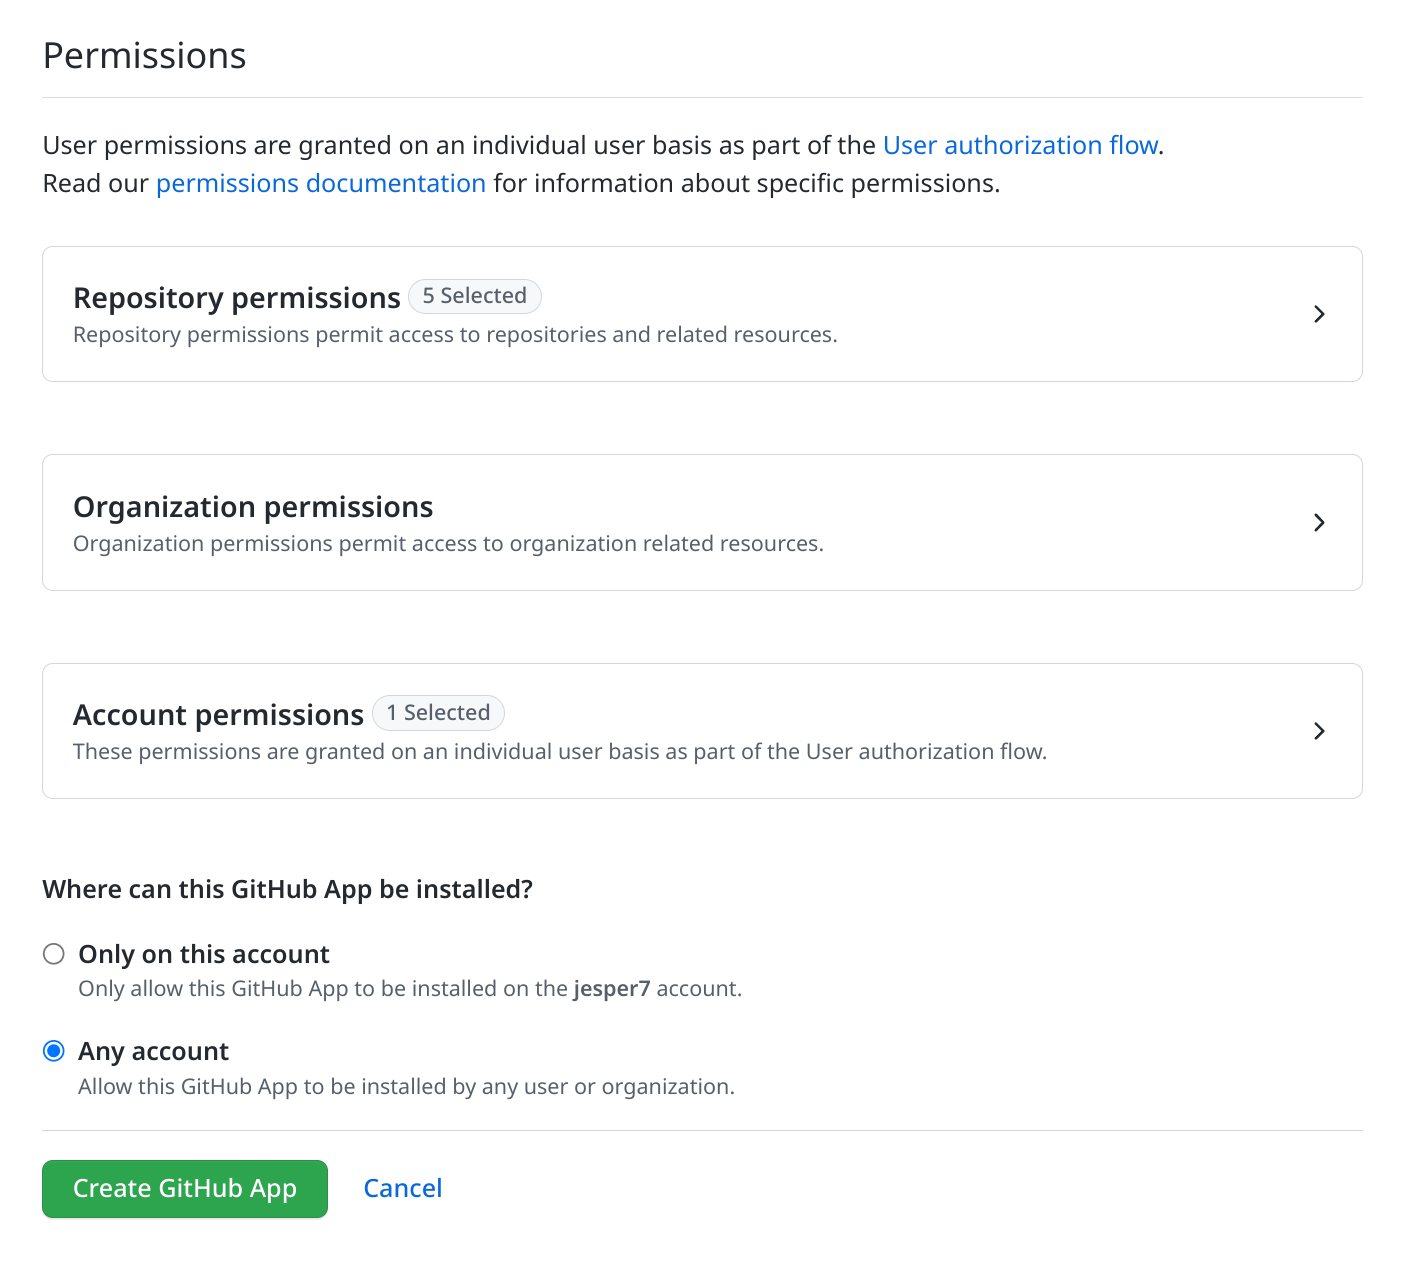 Permissions
User permissions are granted on an individual user basis as part of the User authorization flow.
Read our permissions documentation for information about specific permissions.
Repository permissions 5 Selected
Repository permissions permit access to repositories and related resources.
Organization permissions
Organization permissions permit access to organization related resources.
Account permissions 1 Selected
These permissions are granted on an individual user basis as part of the User authorization flow.
Where can this GitHub App be installed?
Only on this account
Only allow this GitHub App to be installed on the jesper7 account.
Any account
Allow this GitHub App to be installed by any user or organization.
Create GitHub App Cancel